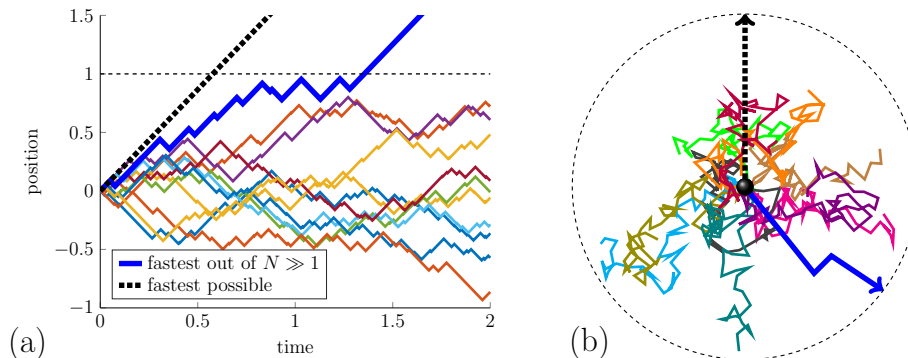 1.5
1
0.5
0
−0.5
−1
position
0
0.5
1
1.5
2
time
fastest out of N ≫ 1
fastest possible
(a)
(b)